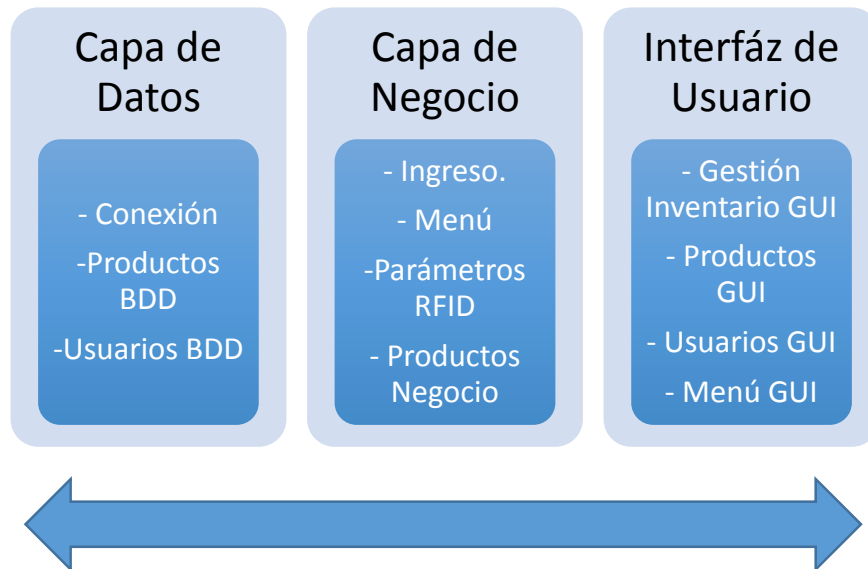 Capa de
Datos
- Conexión
-Productos
BDD
-Usuarios BDD
Capa de
Negocio
- Ingreso.
- Menú
-Parámetros
RFID
- Productos
Negocio
Interfáz de
Usuario
- Gestión
Inventario GUI
- Productos
GUI
- Usuarios GUI
- Menú GUI